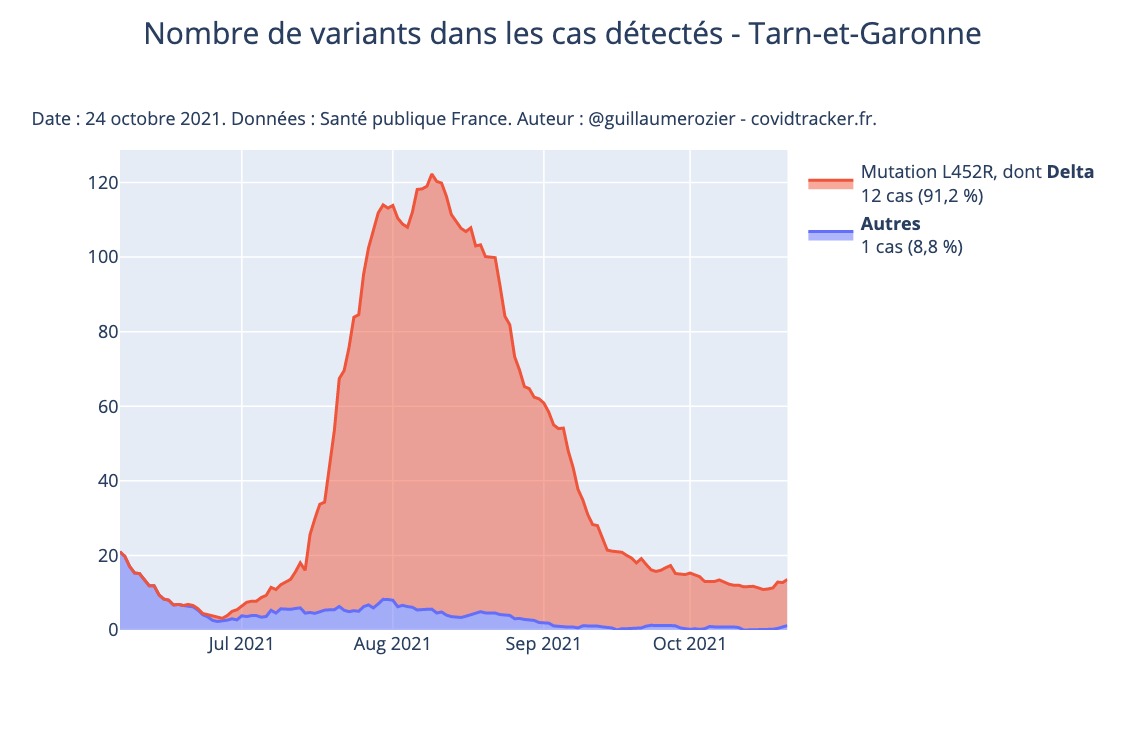 Nombre de variants dans les cas détectés - Tarn-et-Garonne
Date : 24 octobre 2021. Données : Santé publique France. Auteur : @guillaumerozier - covidtracker.fr.
Mutation L452R, dont Delta
12 cas (91,2 %)
Autres
1 cas (8,8 %)
120
100
80
60
40
20
0
Jul 2021 Aug 2021 Sep 2021 Oct 2021